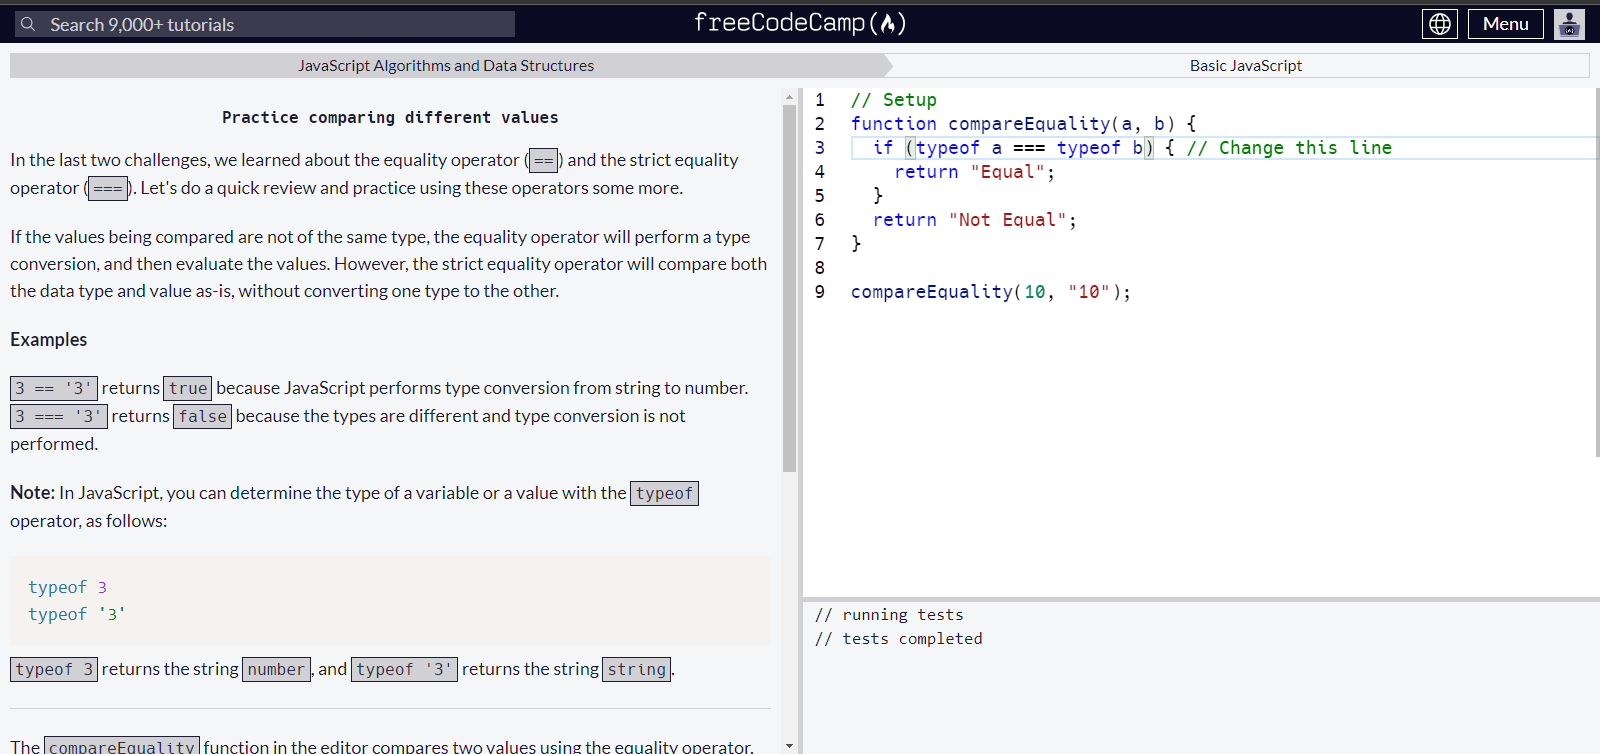 Search 9,000+ tutorials
freeCodeCamp(🔥)
Menu
JavaScript Algorithms and Data Structures
Basic JavaScript
Practice comparing different values
In the last two challenges, we learned about the equality operator (==) and the strict equality
operator (===). Let's do a quick review and practice using these operators some more.
If the values being compared are not of the same type, the equality operator will perform a type
conversion, and then evaluate the values. However, the strict equality operator will compare both
the data type and value as-is, without converting one type to the other.
Examples
3 == '3' returns true because JavaScript performs type conversion from string to number.
3 === '3' returns false because the types are different and type conversion is not
performed.
Note: In JavaScript, you can determine the type of a variable or a value with the typeof
operator, as follows:
typeof 3
typeof '3'
typeof 3 returns the string number, and typeof '3' returns the string string.
The compareEquality function in the editor compares two values using the equality operator.
1 // Setup
2 function compareEquality(a, b) {
3   if (typeof a === typeof b) { // Change this line
4     return "Equal";
5   }
6   return "Not Equal";
7 }
8
9 compareEquality(10, "10");
// running tests
// tests completed